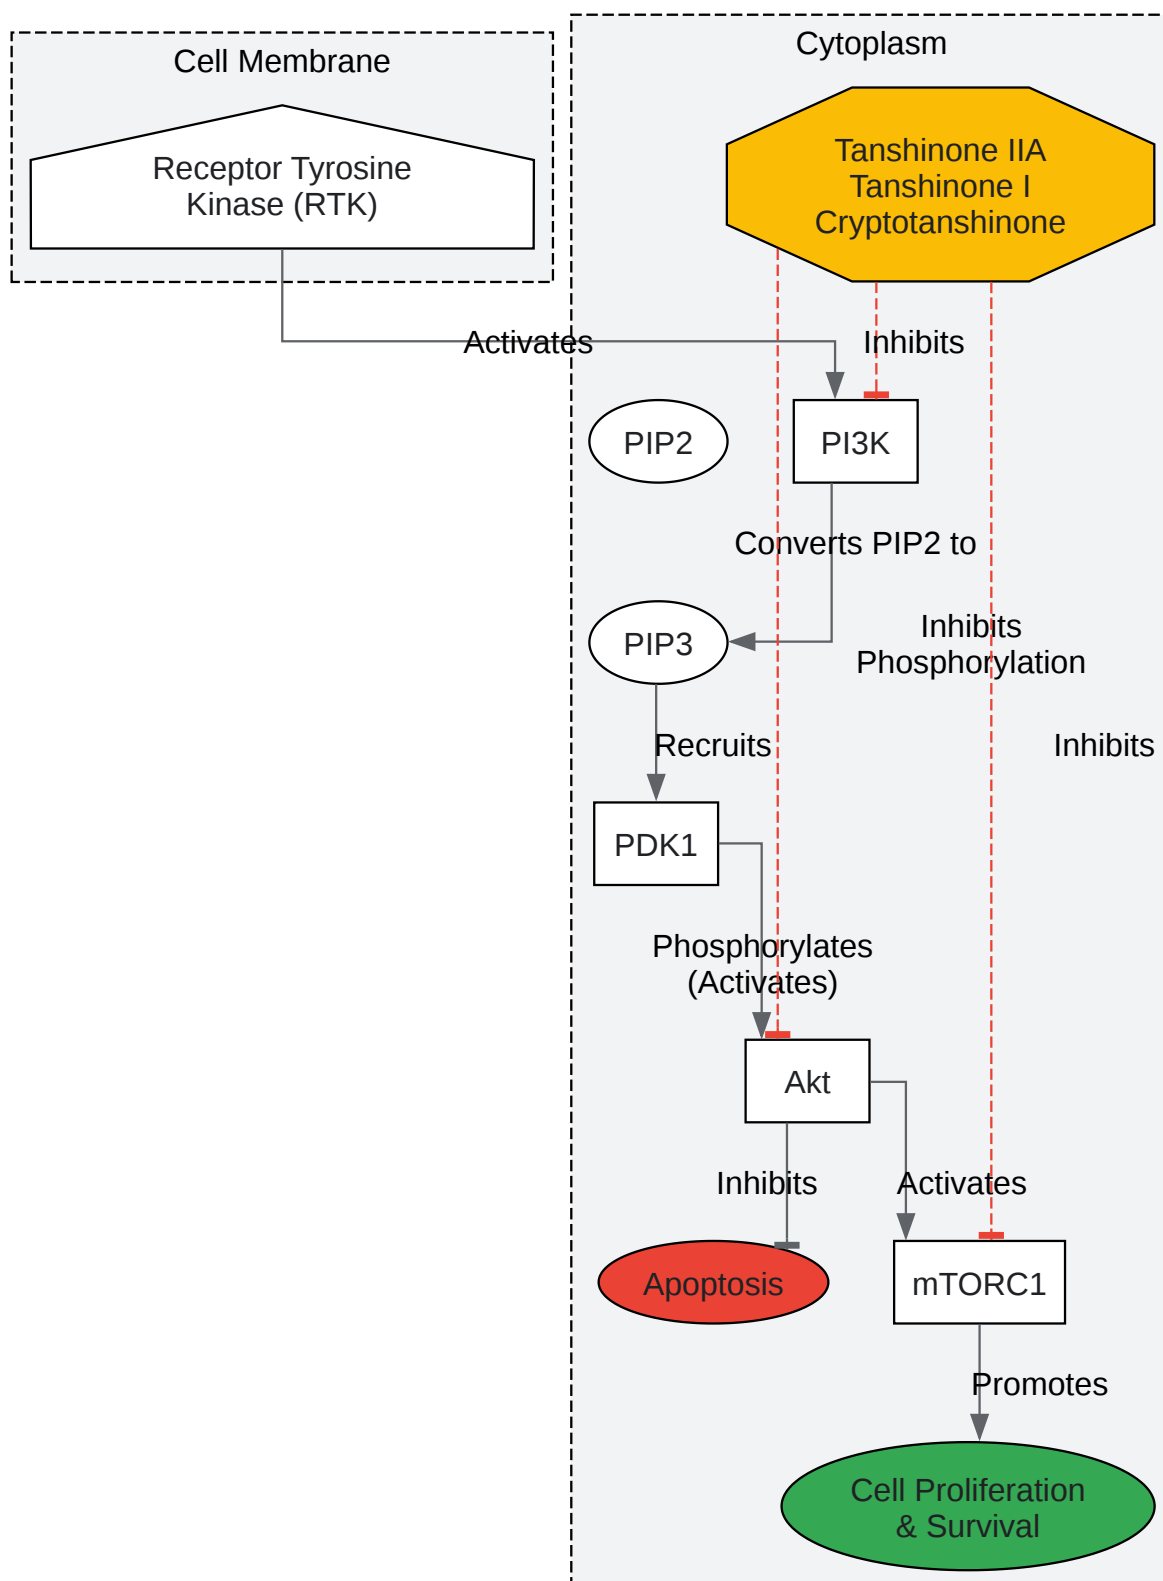 Cell Membrane
Receptor Tyrosine
Kinase (RTK)
Cytoplasm
Tanshinone IIA
Tanshinone I
Cryptotanshinone
Activates
Inhibits
PIP2
PI3K
Converts PIP2 to
PIP3
Inhibits
Phosphorylation
Recruits
Inhibits
PDK1
Phosphorylates
(Activates)
Akt
Inhibits
Activates
Apoptosis
mTORC1
Promotes
Cell Proliferation
& Survival